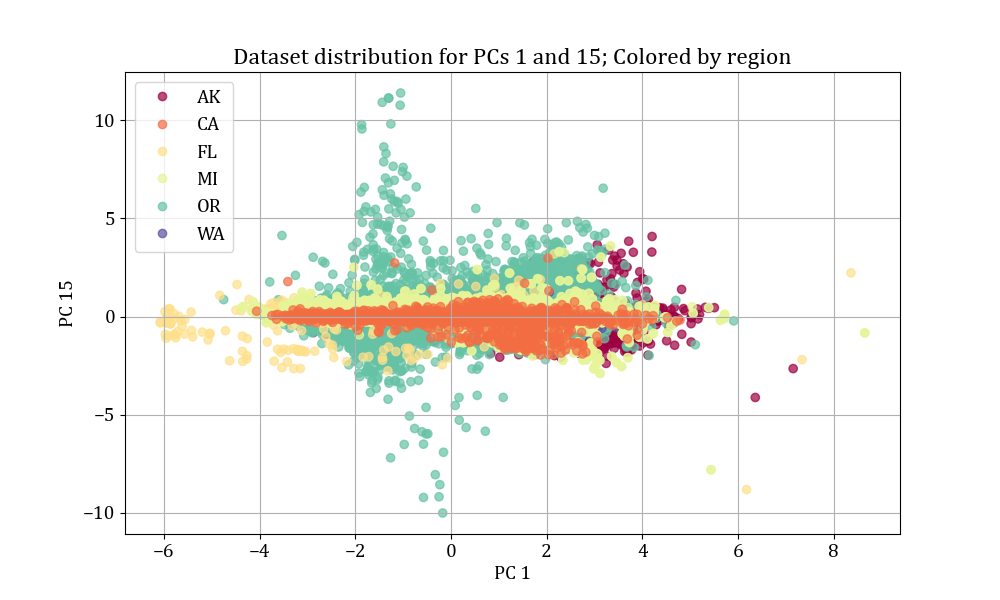 Dataset distribution for PCs 1 and 15; Colored by region
AK
CA
FL
MI
OR
WA
10
5
0
−5
−10
PC 15
−6 −4 −2 0 2 4 6 8
PC 1